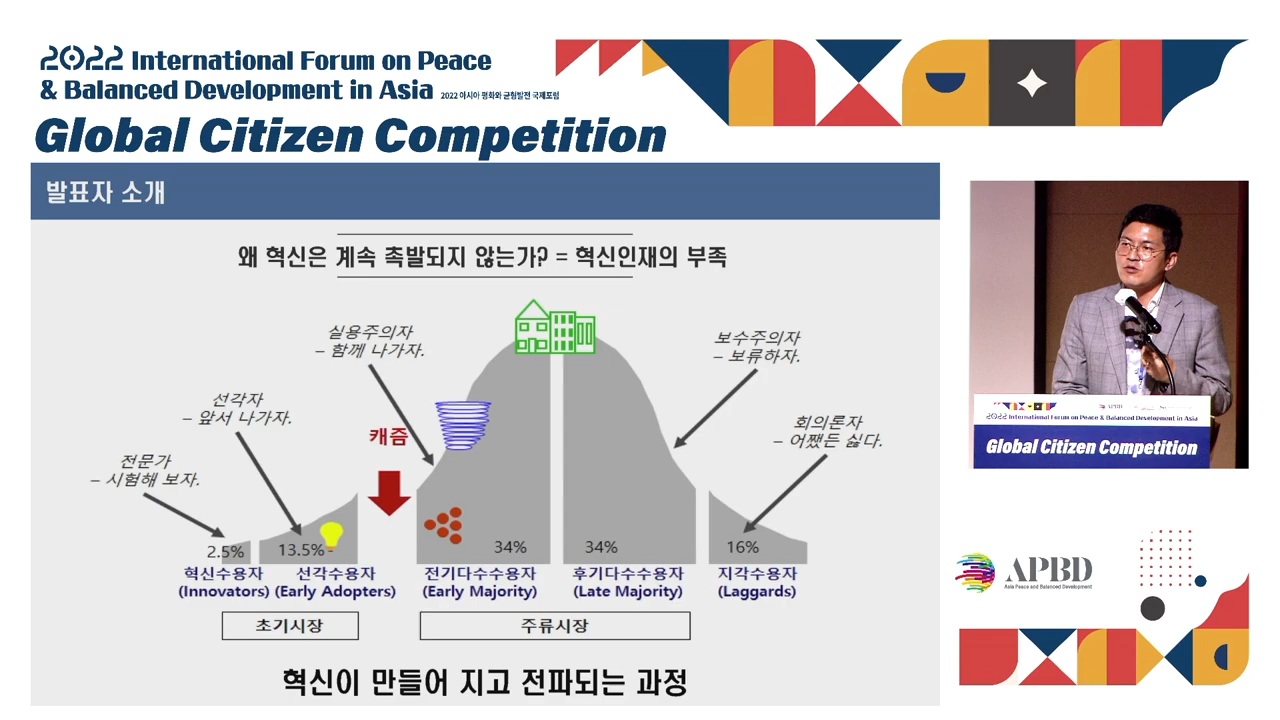 2022 International Forum on Peace
& Balanced Development in Asia 2022 아시아 평화와 균형발전 국제포럼
Global Citizen Competition
발표자 소개
왜 혁신은 계속 촉발되지 않는가? = 혁신인재의 부족
실용주의자
– 함께 나가자.
보수주의자
– 보류하자.
선각자
– 앞서 나가자.
캐즘
회의론자
– 어쨌든 싫다.
전문가
– 시험해 보자.
2.5%
13.5%
34%
34%
16%
혁신수용자
(Innovators)
선각수용자
(Early Adopters)
전기다수수용자
(Early Majority)
후기다수수용자
(Late Majority)
지각수용자
(Laggards)
초기시장
주류시장
혁신이 만들어 지고 전파되는 과정
2022 International Forum on Peace & Balanced Development in Asia
Global Citizen Competition
APBD
Asia Peace and Balanced Development